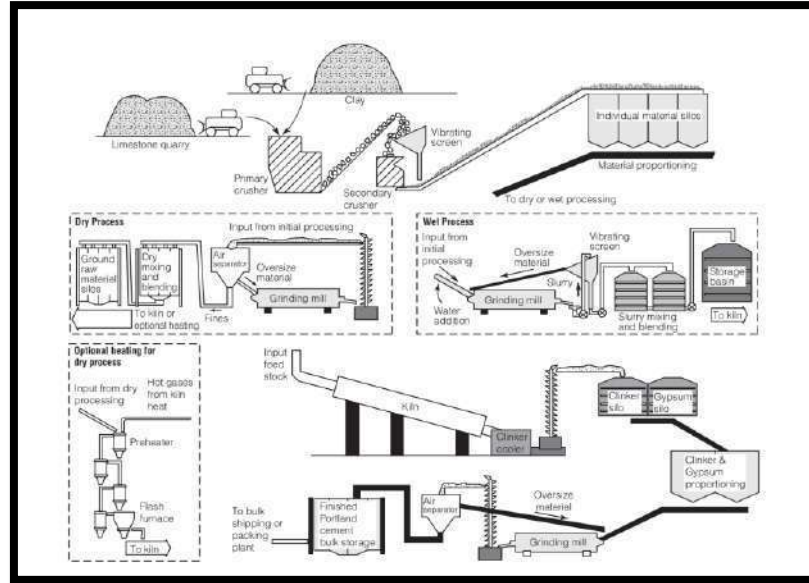 Clay
Limestone quarry
Primary
crusher
Secondary
crusher
Vibrating
screen
Individual material silos
Material proportioning
To dry or wet processing
Dry Process
Input from initial processing
Ground
raw
material
silos
Dry
mixing
and
blending
Air
separator
Oversize
material
Grinding mill
Fines
To kiln or
optional heating
Wet Process
Input from
initial
processing
Oversize
material
Vibrating
screen
Slurry
Grinding mill
Water
addition
Slurry mixing
and blending
Storage
basin
To kiln
Optional heating for
dry process
Input from dry
processing
Hot gases
from kiln
heat
Preheater
Flash
furnace
To kiln
Input
feed
stock
Kiln
Clinker
cooler
Clinker
silo
Gypsum
silo
Clinker &
Gypsum
proportioning
To bulk
shipping or
packing
plant
Finished
Portland
cement
bulk storage
Air
separator
Oversize
material
Grinding mill